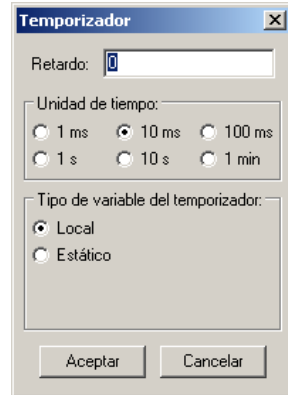 Temporizador
Retardo: 0
Unidad de tiempo:
1 ms 10 ms 100 ms
1 s 10 s 1 min
Tipo de variable del temporizador:
Local
Estático
Aceptar Cancelar